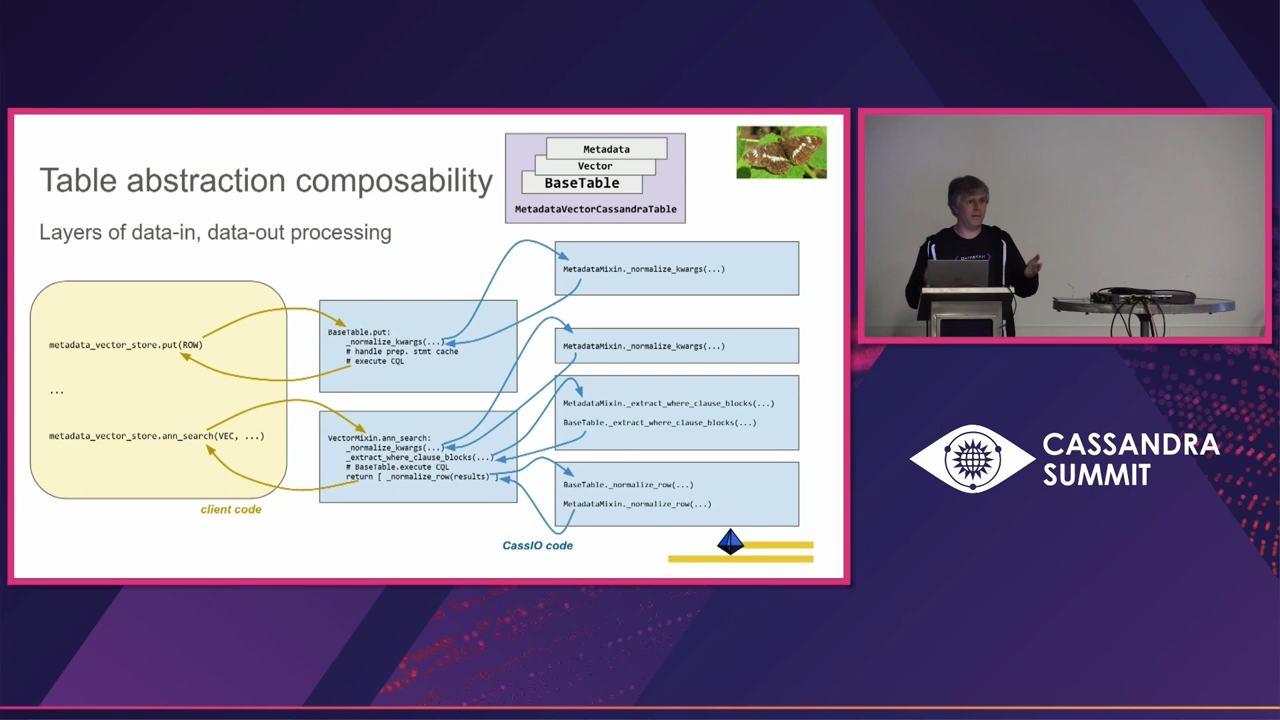 Table abstraction composability
Layers of data-in, data-out processing
Metadata
Vector
BaseTable
MetadataVectorCassandraTable
metadata_vector_store.put(ROW)
...
metadata_vector_store.ann_search(VEC, ...)
client code
BaseTable.put:
_normalize_kwargs(...)
# handle prep. stmt cache
# execute CQL
VectorMixin.ann_search:
_normalize_kwargs(...)
_extract_where_clause_blocks(...)
# BaseTable.execute CQL
return [ _normalize_row(results) ]
MetadataMixin._normalize_kwargs(...)
MetadataMixin._normalize_kwargs(...)
MetadataMixin._extract_where_clause_blocks(...)
BaseTable._extract_where_clause_blocks(...)
BaseTable._normalize_row(...)
MetadataMixin._normalize_row(...)
CassIO code
CASSANDRA
SUMMIT